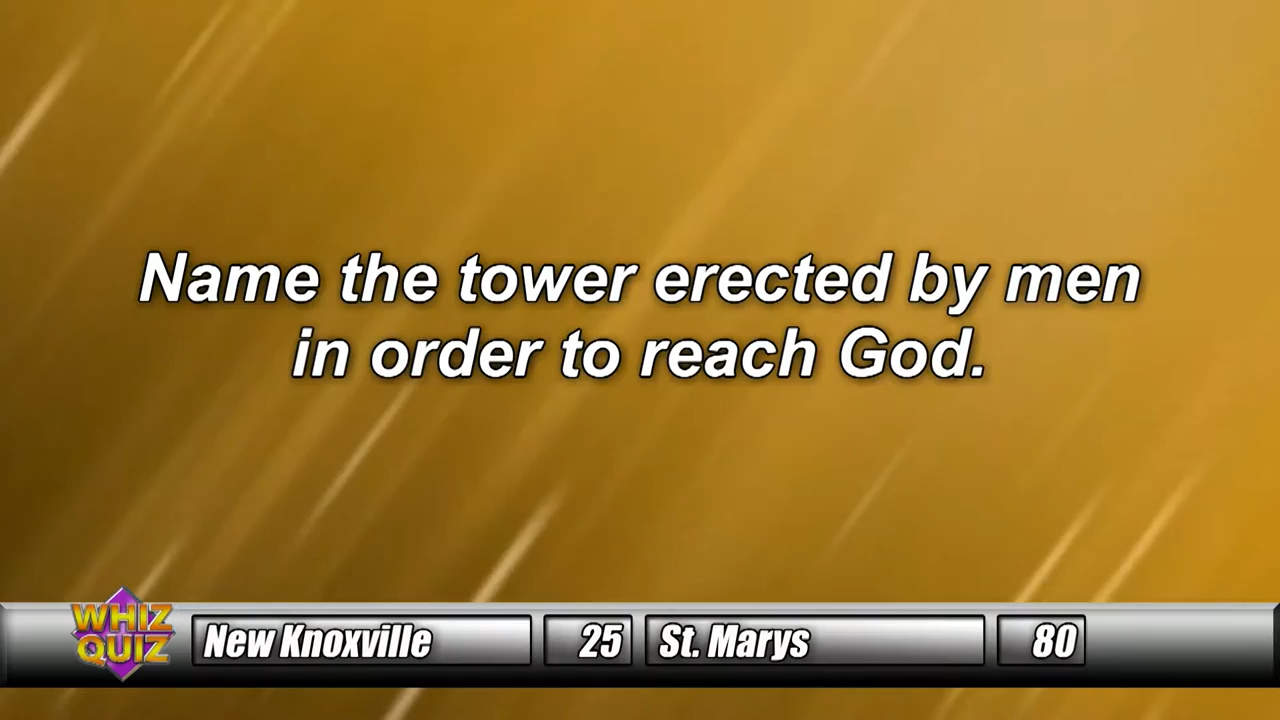 Name the tower erected by men
in order to reach God.
WHIZ
QUIZ
New Knoxville 25 St. Marys 80